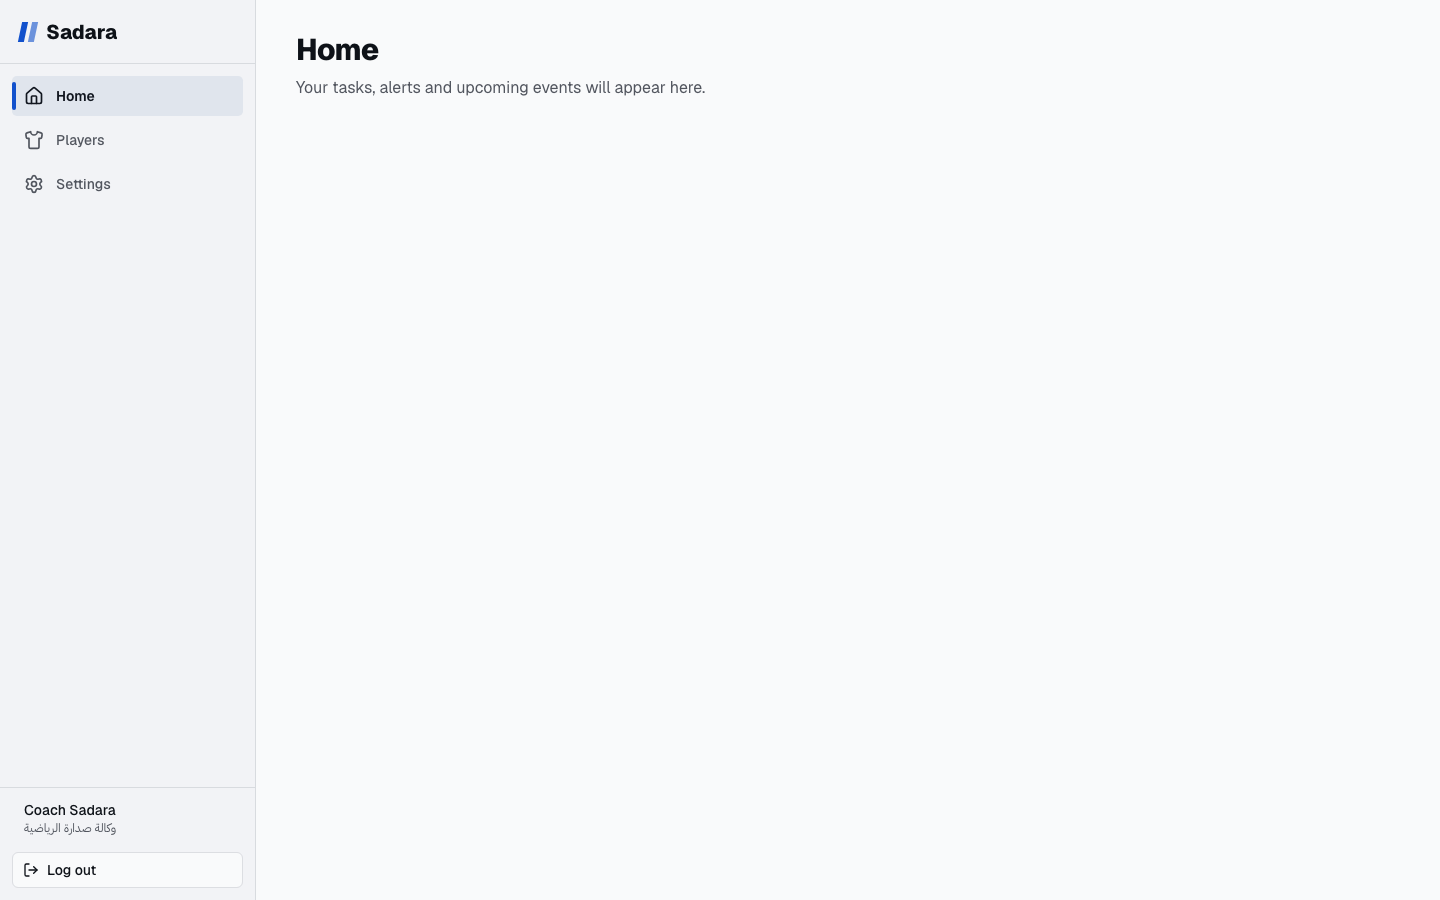 Sadara
Home
Players
Settings
Coach Sadara
وكالة صدارة الرياضية
Log out
Home
Your tasks, alerts and upcoming events will appear here.